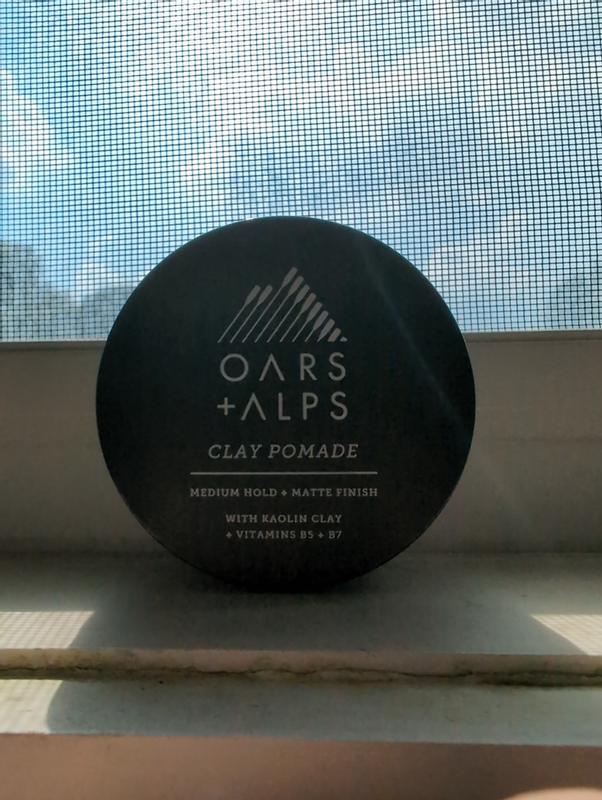 OARS
+ALPS
CLAY POMADE
MEDIUM HOLD + MATTE FINISH
WITH KAOLIN CLAY
+ VITAMINS B5 + B7